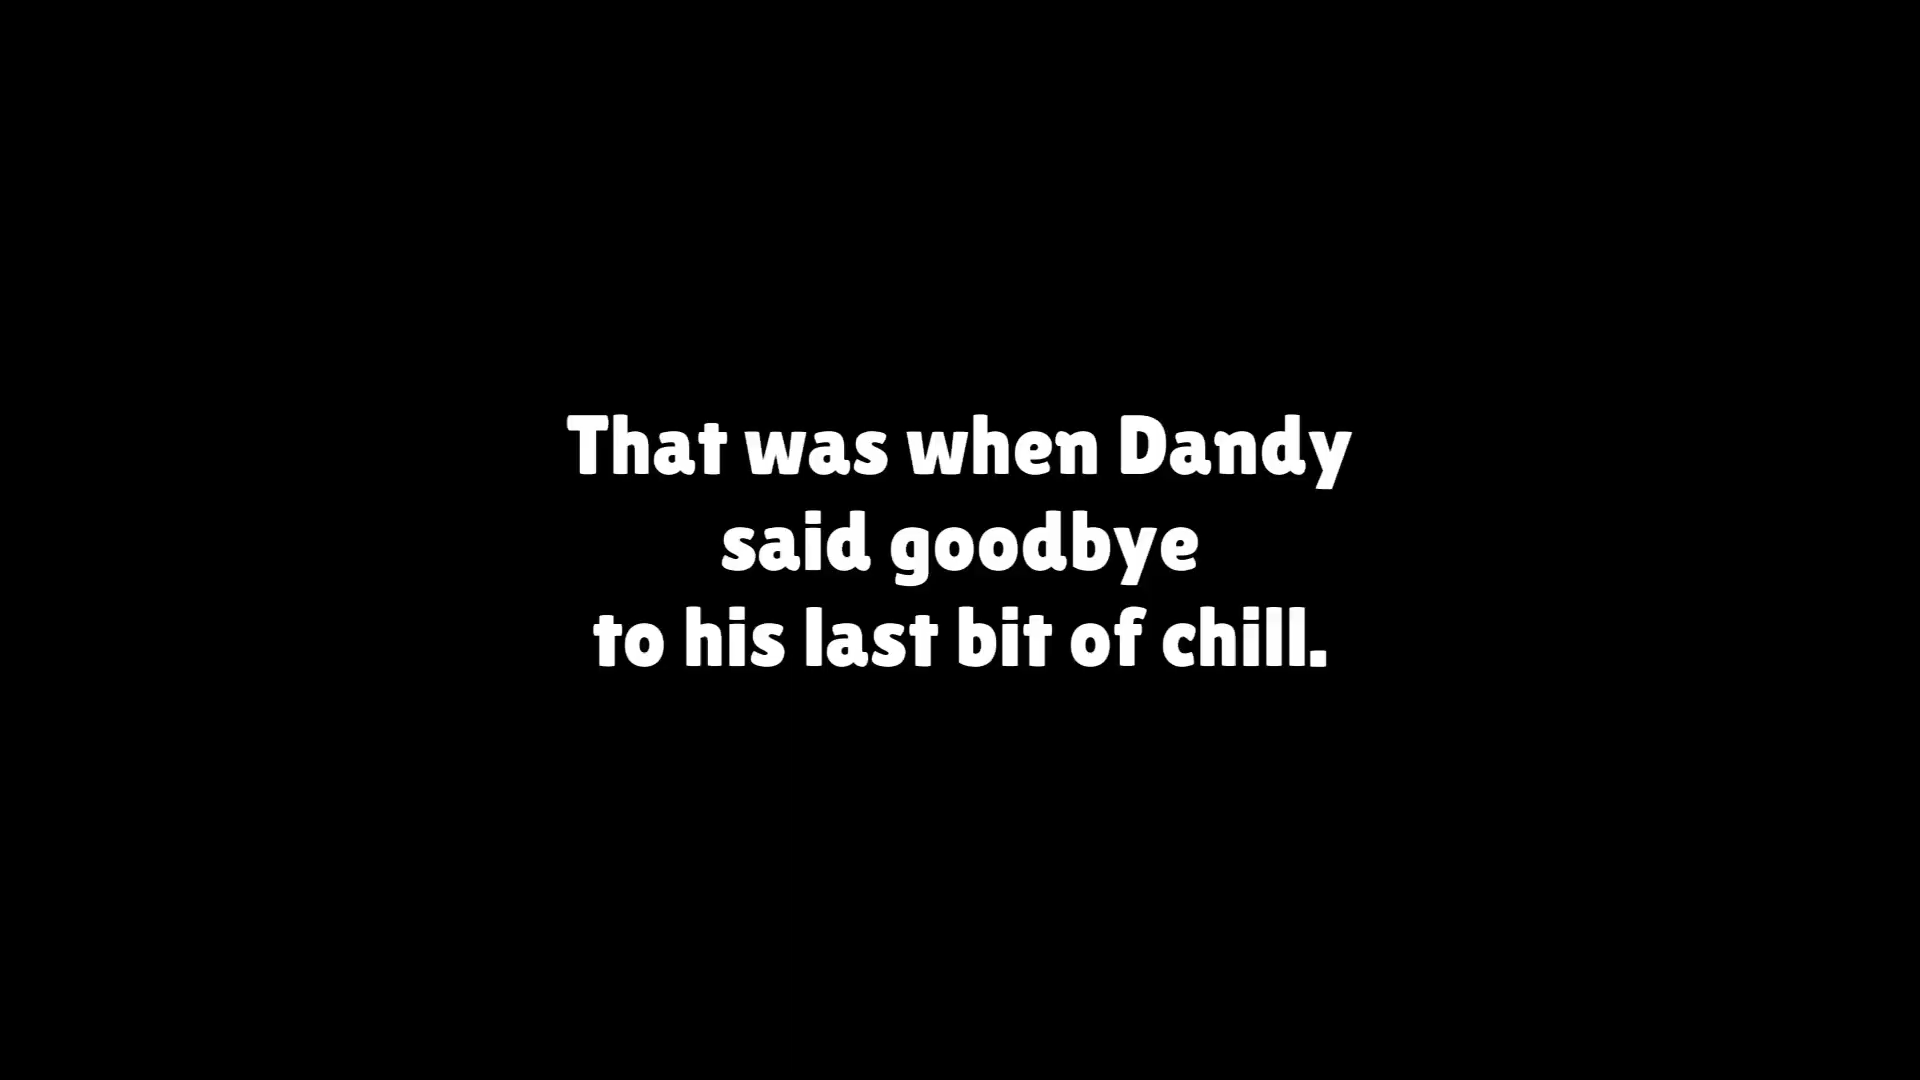 That was when Dandy
said goodbye
to his last bit of chill.